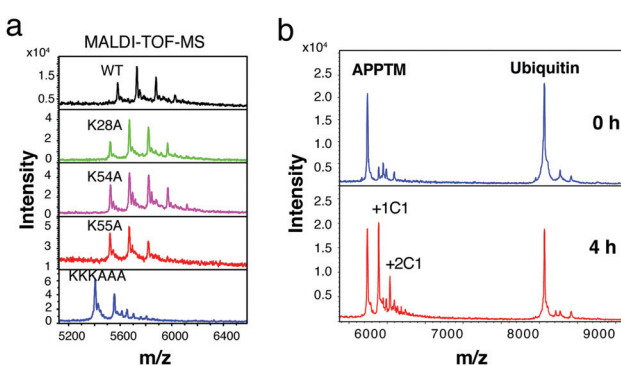 a
MALDI-TOF-MS
x10⁴
WT
1.5
0.5
K28A
4
2
0
K54A
4
2
0
K55A
5
3
1
KKKAAA
6
4
2
0
Intensity
5200 5600 6000 6400
m/z
b
x10⁴
APPTM
Ubiquitin
2.5
2.0
1.5
1.0
0.5
0 h
2.5
2.0
1.5
1.0
0.5
+1C1
+2C1
4 h
Intensity
6000 7000 8000 9000
m/z